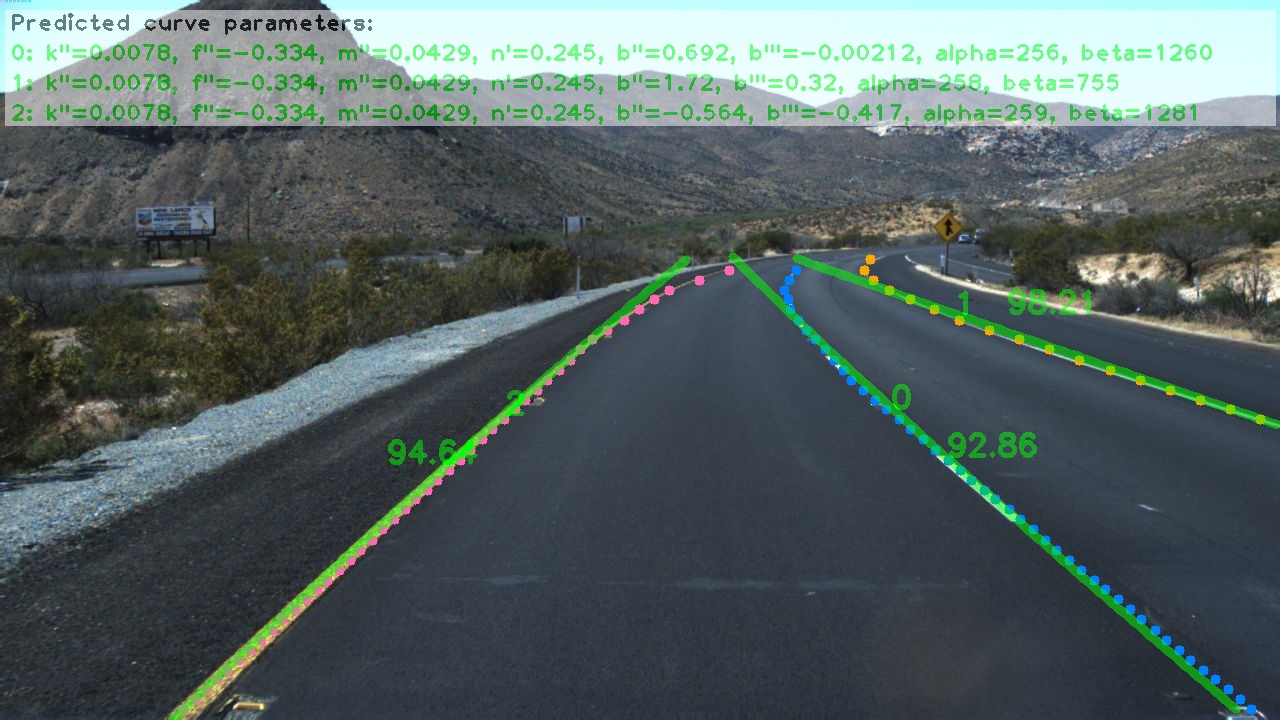 Predicted curve parameters:
0: k''=0.0078, f''=-0.334, m''=0.0429, n'=0.245, b''=0.692, b'''=-0.00212, alpha=256, beta=1260
1: k''=0.0078, f''=-0.334, m''=0.0429, n'=0.245, b''=1.72, b'''=0.32, alpha=258, beta=755
2: k''=0.0078, f''=-0.334, m''=0.0429, n'=0.245, b''=-0.564, b'''=-0.417, alpha=259, beta=1281
1 98.21
2
0
94.64
92.86